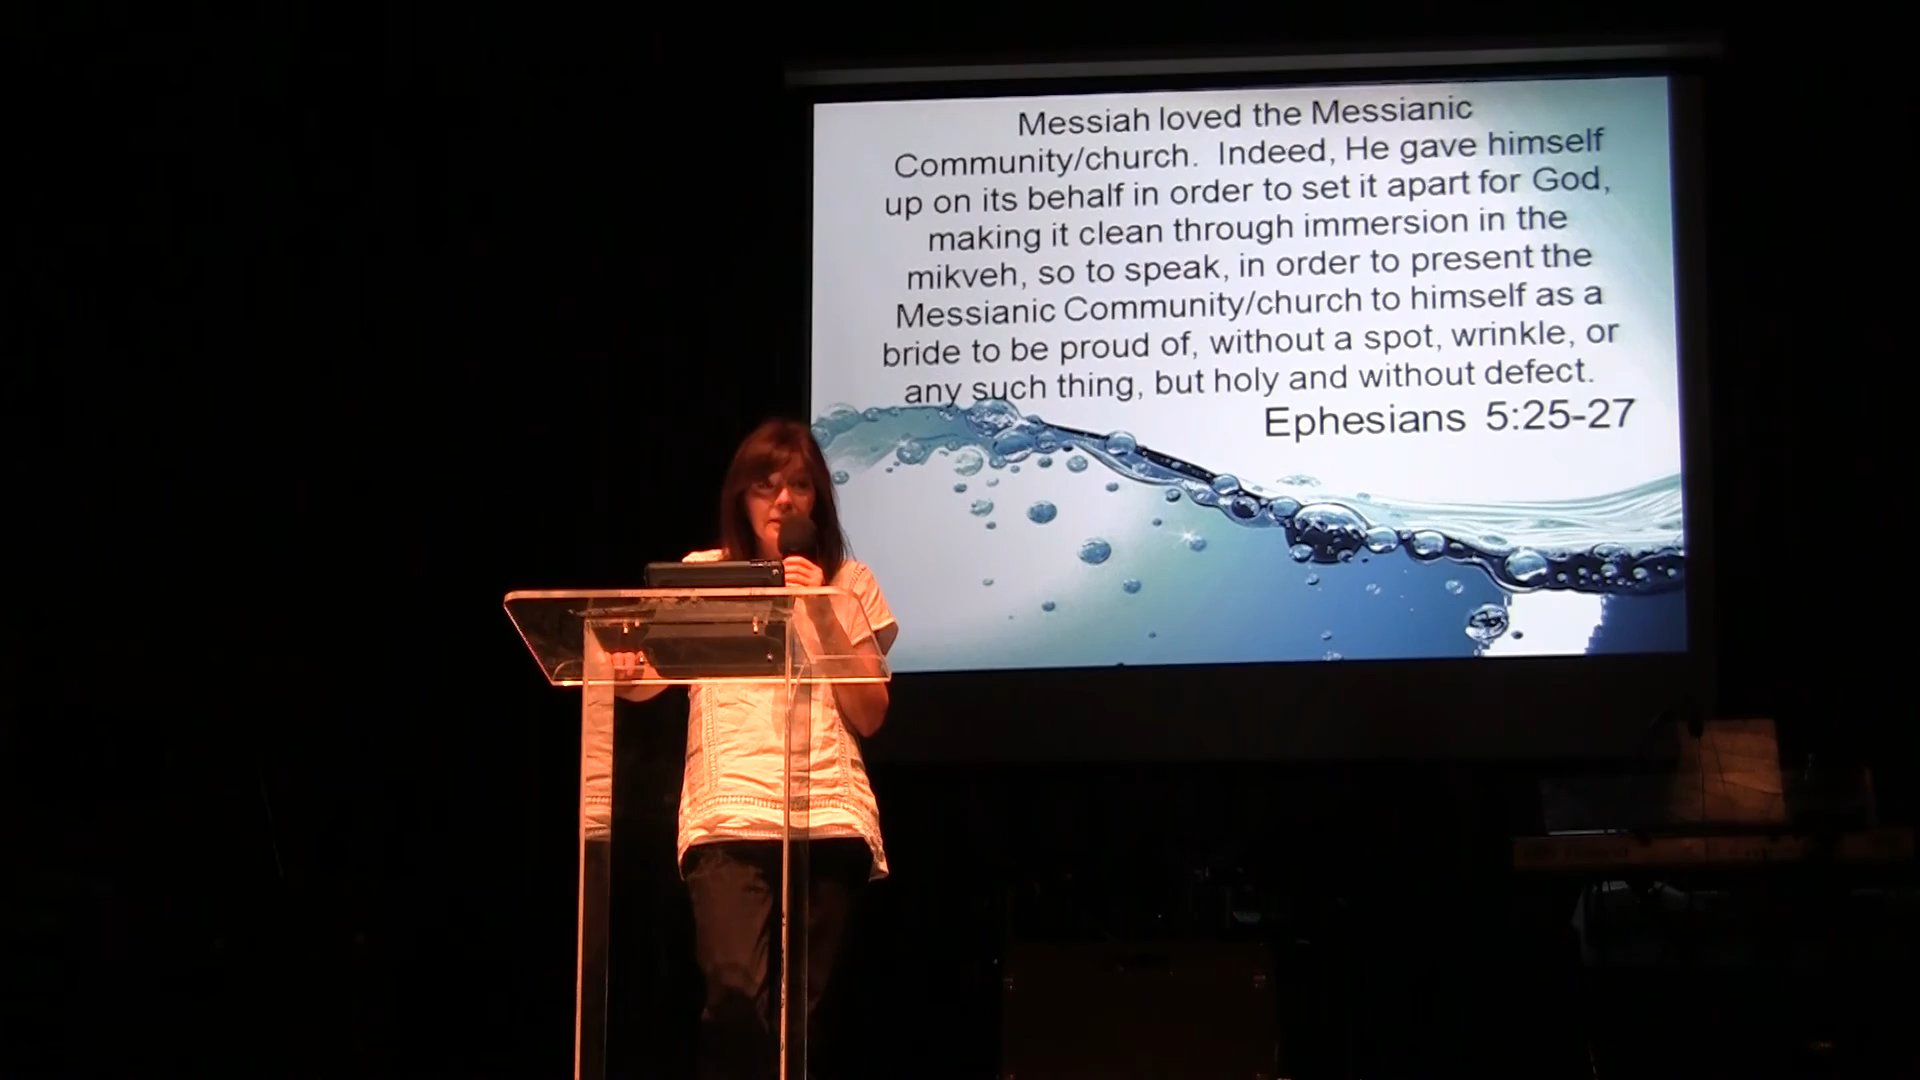 Messiah loved the Messianic
Community/church. Indeed, He gave himself
up on its behalf in order to set it apart for God,
making it clean through immersion in the
mikveh, so to speak, in order to present the
Messianic Community/church to himself as a
bride to be proud of, without a spot, wrinkle, or
any such thing, but holy and without defect.
Ephesians 5:25-27